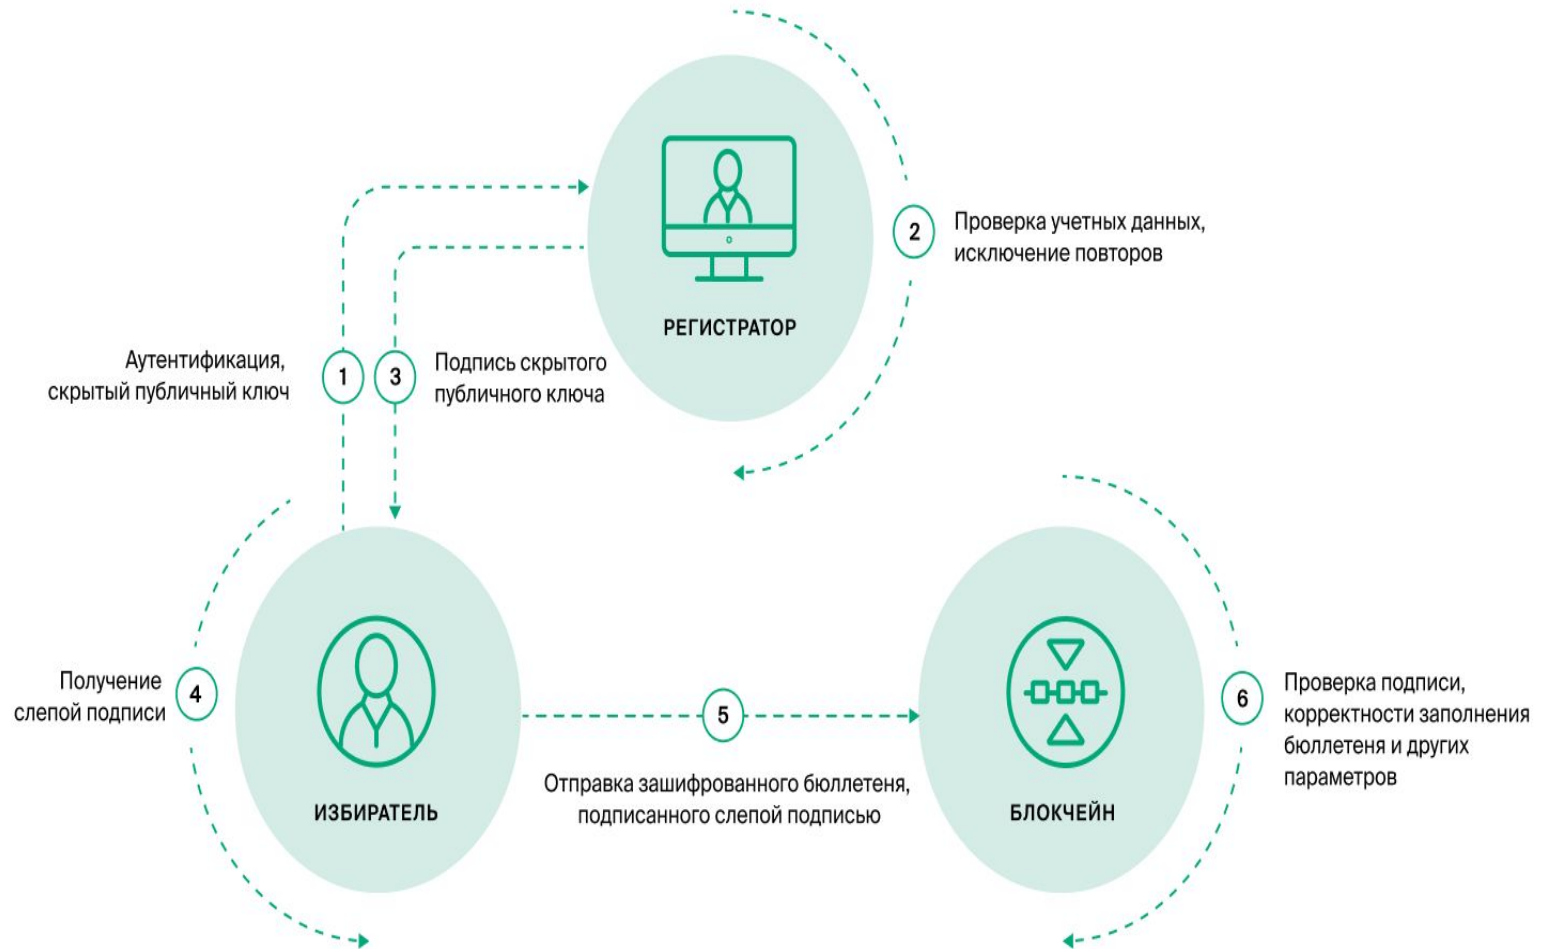 2
Проверка учетных данных,
исключение повторов
РЕГИСТРАТОР
Аутентификация,
скрытый публичный ключ
1
3
Подпись скрытого
публичного ключа
Получение
слепой подписи
4
ИЗБИРАТЕЛЬ
5
Отправка зашифрованного бюллетеня,
подписанного слепой подписью
БЛОКЧЕЙН
6
Проверка подписи,
корректности заполнения
бюллетеня и других
параметров